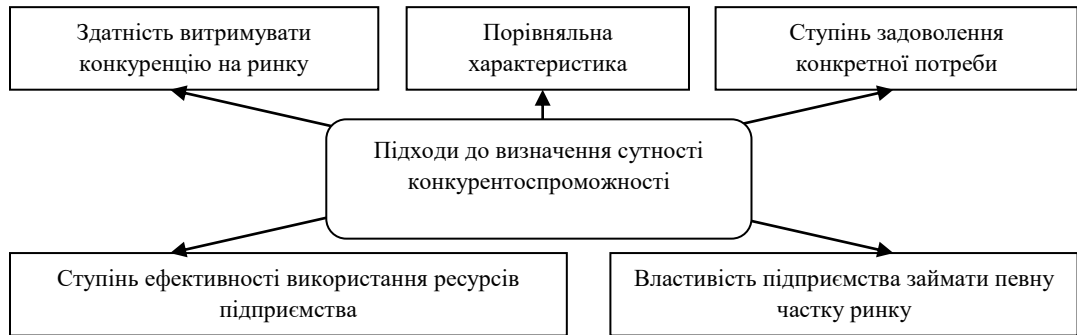 Здатність витримувати
конкуренцію на ринку
Порівняльна
характеристика
Ступінь задоволення
конкретної потреби
Підходи до визначення сутності
конкурентоспроможності
Ступінь ефективності використання ресурсів
підприємства
Властивість підприємства займати певну
частку ринку